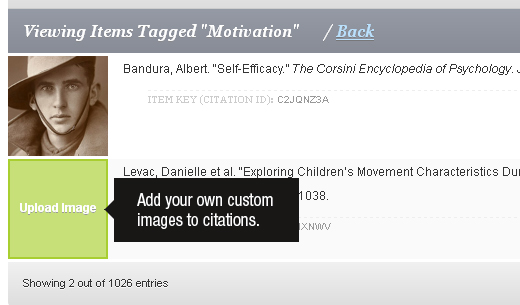 Viewing Items Tagged "Motivation" / Back
Bandura, Albert. "Self-Efficacy." The Corsini Encyclopedia of Psychology.
ITEM KEY (CITATION ID): C2JQNZ3A
Levac, Danielle et al. "Exploring Children's Movement Characteristics
Upload Image
Add your own custom
images to citations.
1038.
Showing 2 out of 1026 entries